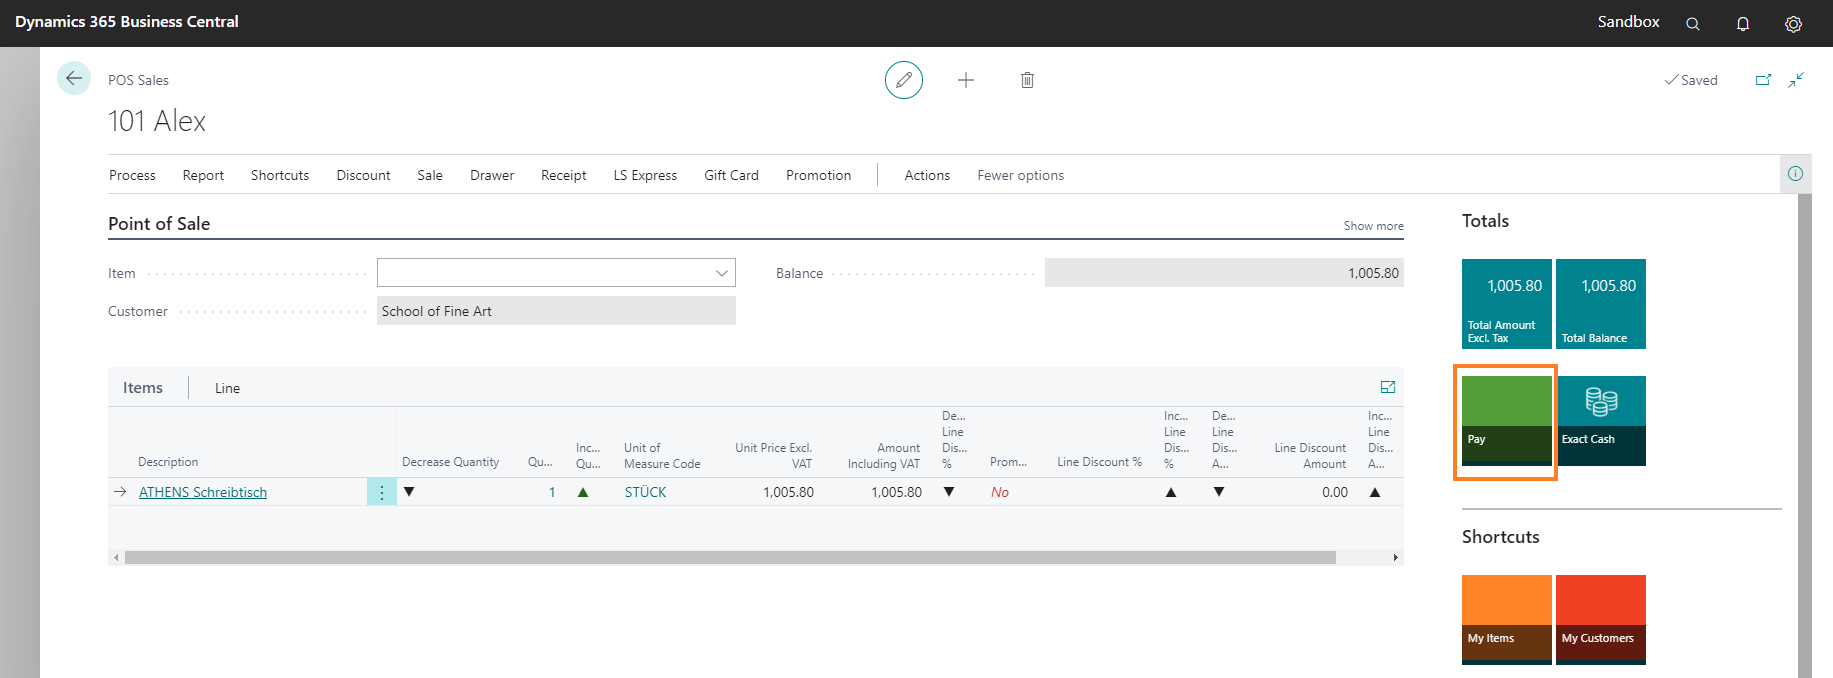 Dynamics 365 Business Central
Sandbox
POS Sales
Saved
101 Alex
Process Report Shortcuts Discount Sale Drawer Receipt LS Express Gift Card Promotion Actions Fewer options
Point of Sale
Show more
Item
Balance 1,005.80
Customer School of Fine Art
Items Line
Description
Decrease Quantity
Qu...
Inc...
Qu...
Unit of
Measure Code
Unit Price Excl.
VAT
Amount
Including VAT
De...
Line
Dis...
%
Prom...
Line Discount %
Inc...
Line
Dis...
%
De...
Line
Dis...
A...
Line Discount
Amount
Inc...
Line
Dis...
A...
ATHENS Schreibtisch 1 STÜCK 1,005.80 1,005.80 No 0.00
Totals
1,005.80
Total Amount
Excl. Tax
1,005.80
Total Balance
Pay
Exact Cash
Shortcuts
My Items
My Customers